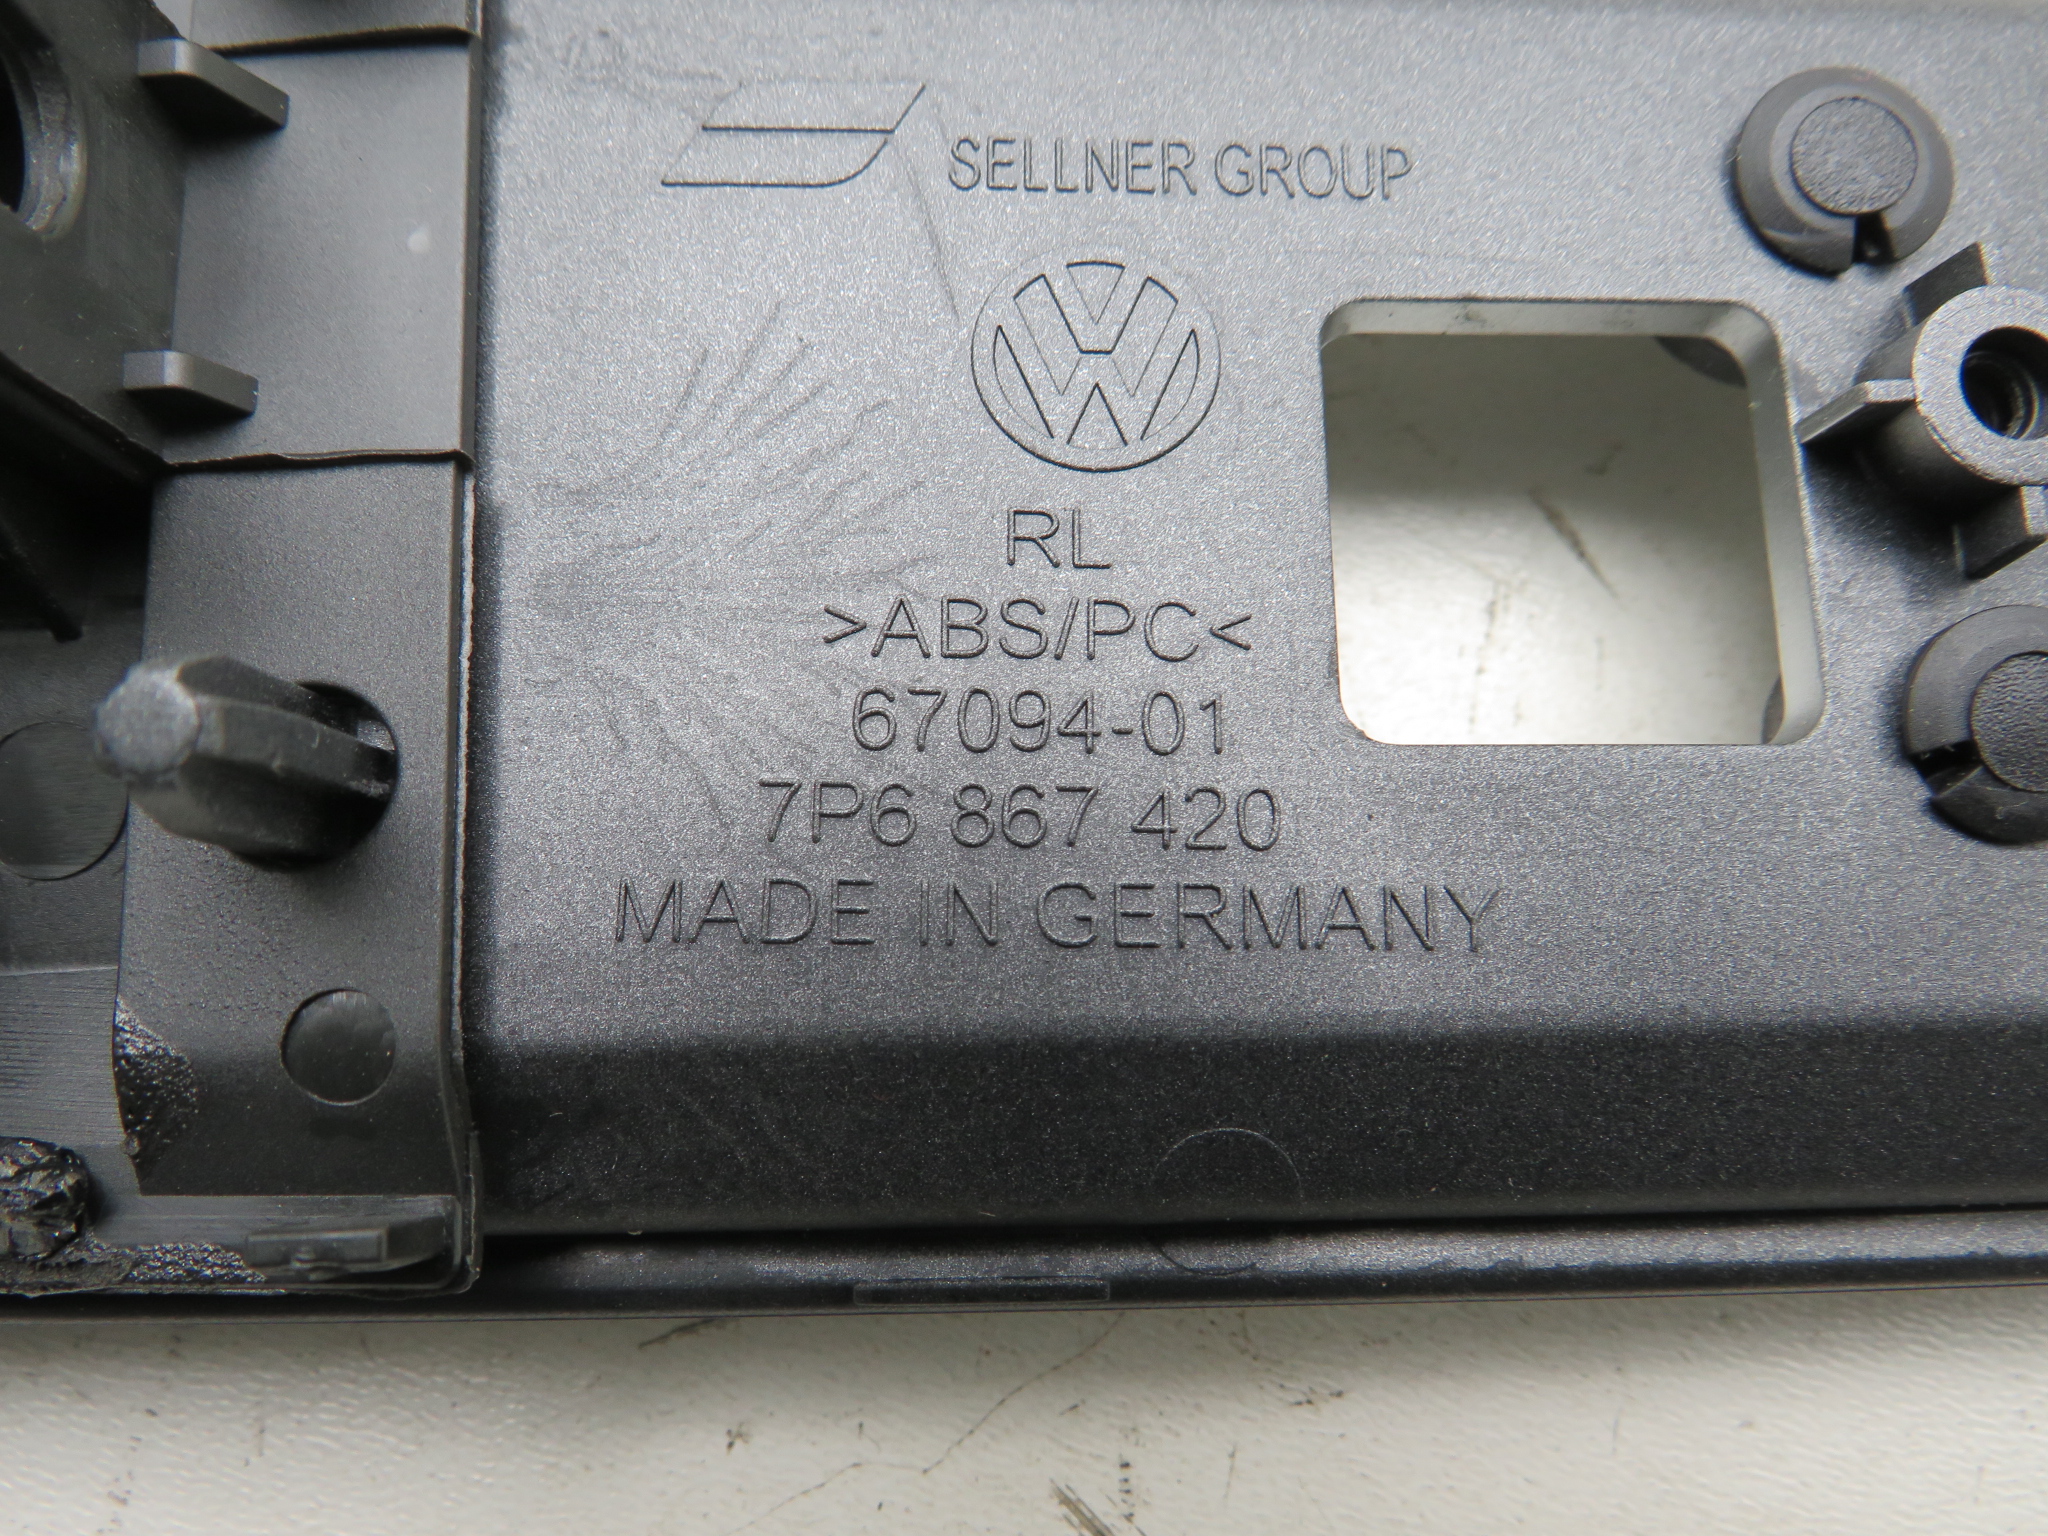 SELLNER GROUP
RL
>ABS/PC<
67094-01
7P6 867 420
MADE IN GERMANY